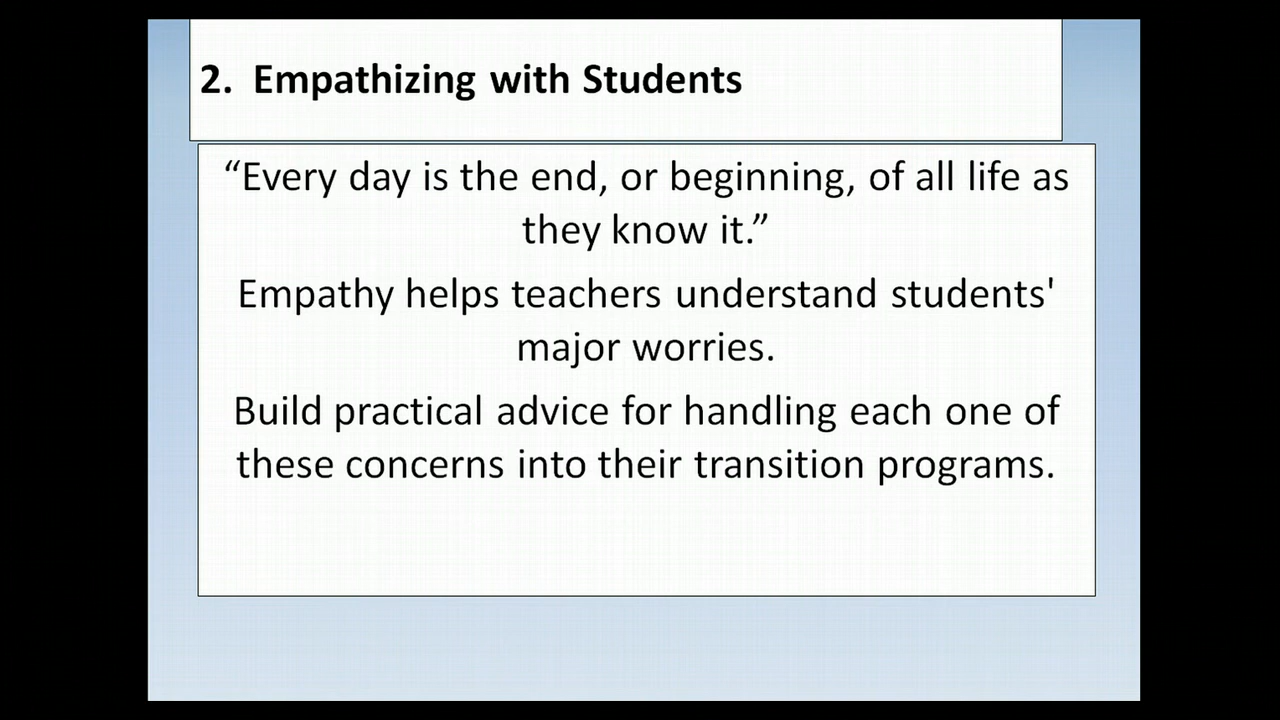 2. Empathizing with Students
“Every day is the end, or beginning, of all life as
they know it.”
Empathy helps teachers understand students'
major worries.
Build practical advice for handling each one of
these concerns into their transition programs.